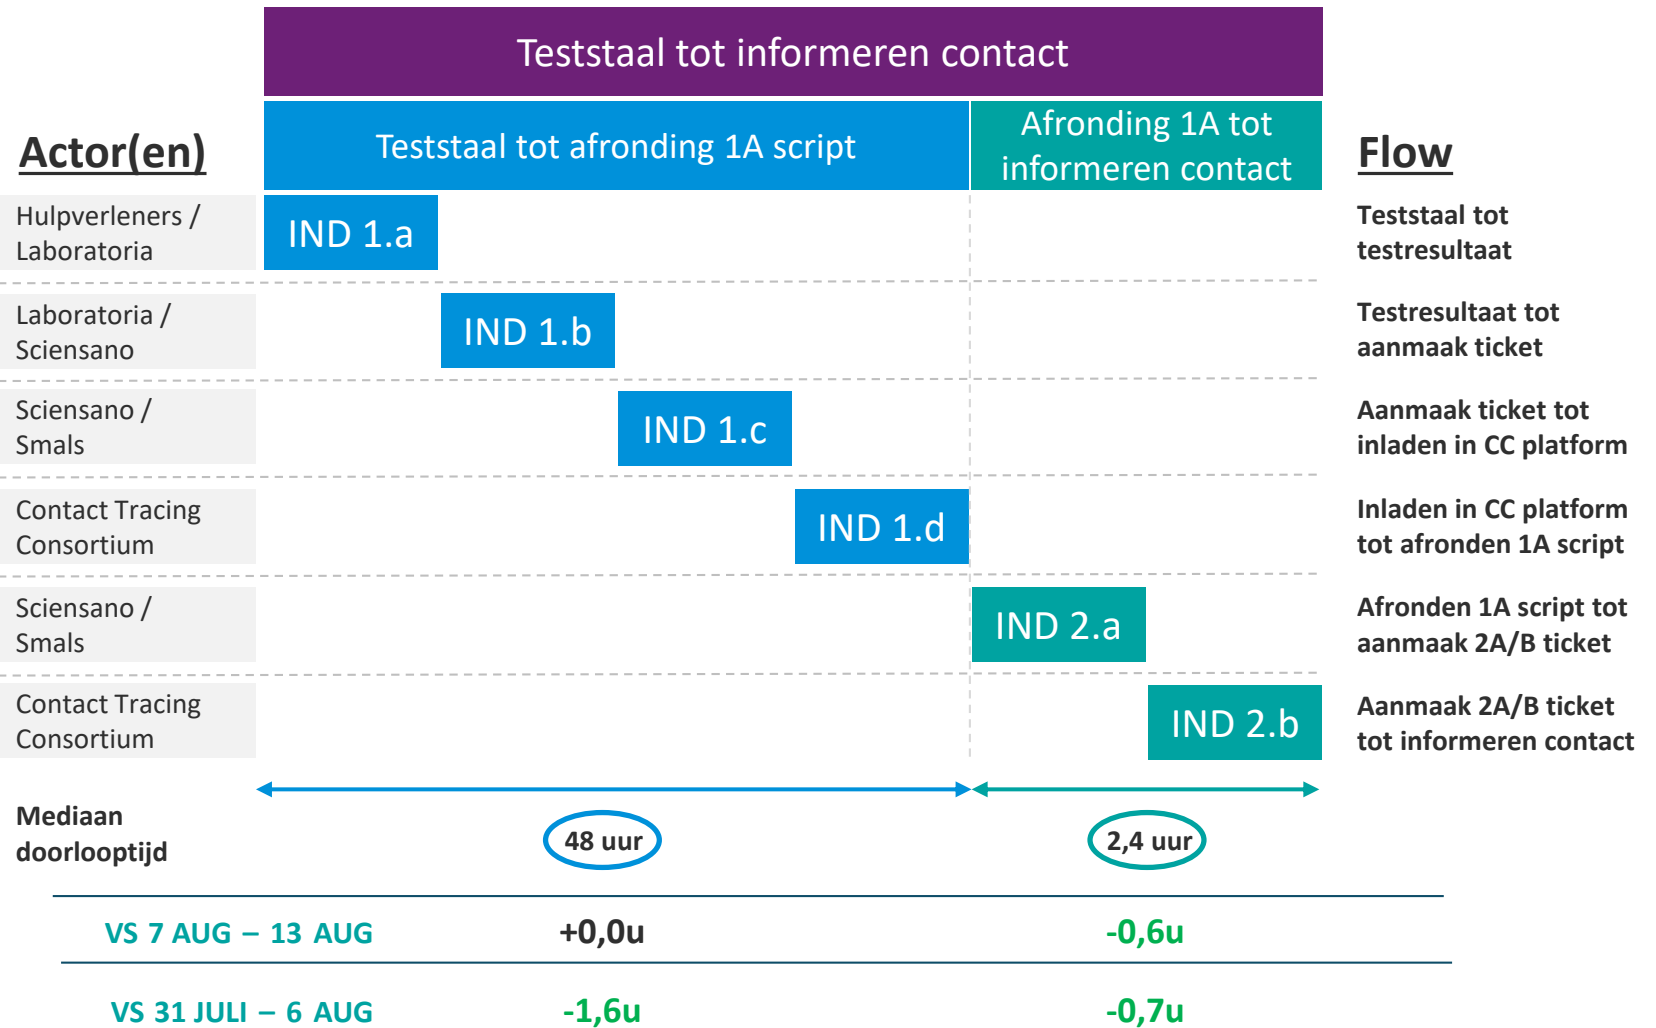 Teststaal tot informeren contact
Actor(en)
Teststaal tot afronding 1A script
Afronding 1A tot
informeren contact
Flow
Hulpverleners /
Laboratoria
IND 1.a
Teststaal tot
testresultaat
Laboratoria /
Sciensano
IND 1.b
Testresultaat tot
aanmaak ticket
Sciensano /
Smals
IND 1.c
Aanmaak ticket tot
inladen in CC platform
Contact Tracing
Consortium
IND 1.d
Inladen in CC platform
tot afronden 1A script
Sciensano /
Smals
IND 2.a
Afronden 1A script tot
aanmaak 2A/B ticket
Contact Tracing
Consortium
IND 2.b
Aanmaak 2A/B ticket
tot informeren contact
Mediaan
doorlooptijd
48 uur
2,4 uur
VS 7 AUG – 13 AUG
+0,0u
-0,6u
VS 31 JULI – 6 AUG
-1,6u
-0,7u